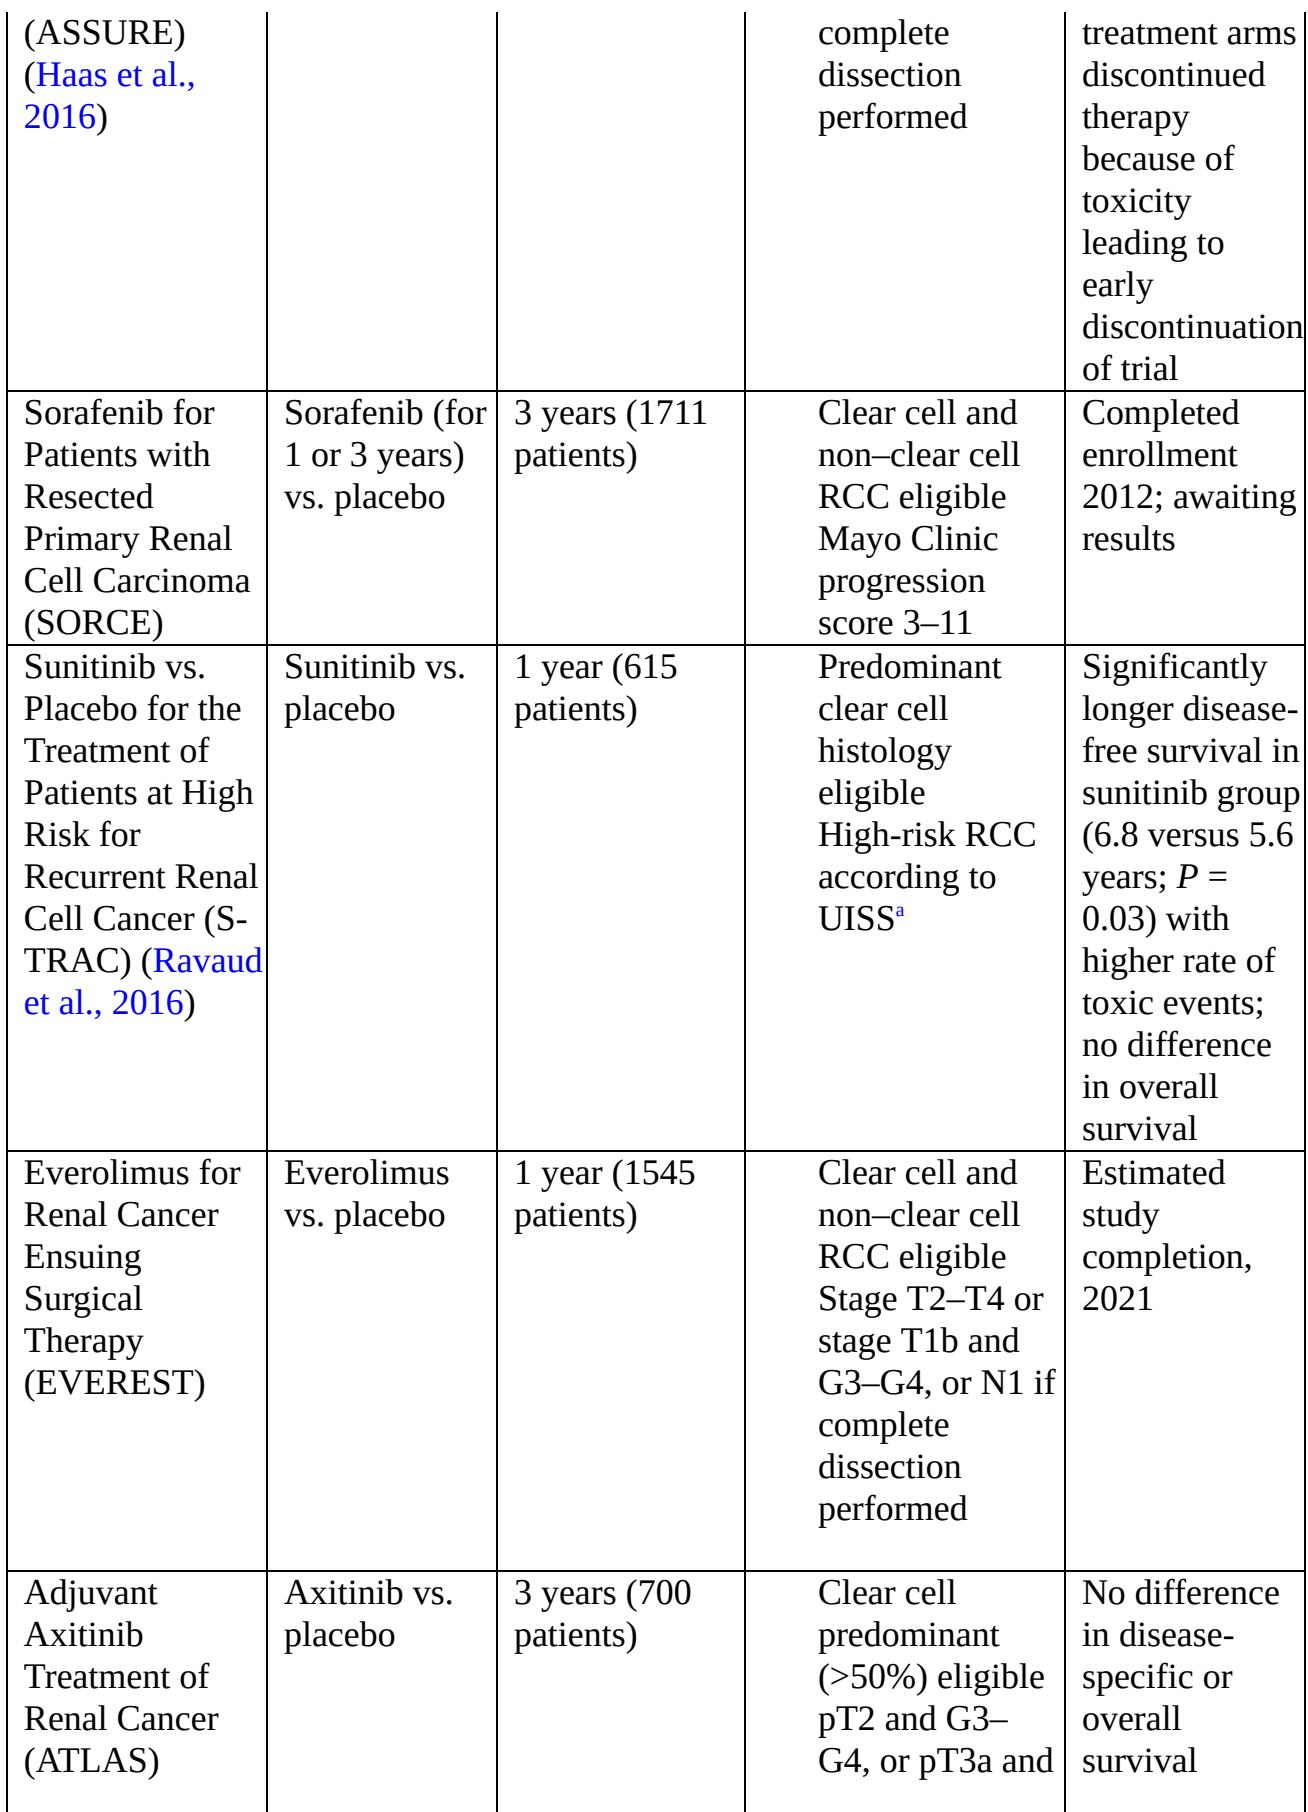 (ASSURE)
(Haas et al.,
2016)
complete
dissection
performed
treatment arms
discontinued
therapy
because of
toxicity
leading to
early
discontinuation
of trial
Sorafenib for
Patients with
Resected
Primary Renal
Cell Carcinoma
(SORCE)
Sorafenib (for
1 or 3 years)
vs. placebo
3 years (1711
patients)
Clear cell and
non–clear cell
RCC eligible
Mayo Clinic
progression
score 3–11
Completed
enrollment
2012; awaiting
results
Sunitinib vs.
Placebo for the
Treatment of
Patients at High
Risk for
Recurrent Renal
Cell Cancer (S-
TRAC) (Ravaud
et al., 2016)
Sunitinib vs.
placebo
1 year (615
patients)
Predominant
clear cell
histology
eligible
High-risk RCC
according to
UISSa
Significantly
longer disease-
free survival in
sunitinib group
(6.8 versus 5.6
years; P =
0.03) with
higher rate of
toxic events;
no difference
in overall
survival
Everolimus for
Renal Cancer
Ensuing
Surgical
Therapy
(EVEREST)
Everolimus
vs. placebo
1 year (1545
patients)
Clear cell and
non–clear cell
RCC eligible
Stage T2–T4 or
stage T1b and
G3–G4, or N1 if
complete
dissection
performed
Estimated
study
completion,
2021
Adjuvant
Axitinib
Treatment of
Renal Cancer
(ATLAS)
Axitinib vs.
placebo
3 years (700
patients)
Clear cell
predominant
(>50%) eligible
pT2 and G3–
G4, or pT3a and
No difference
in disease-
specific or
overall
survival